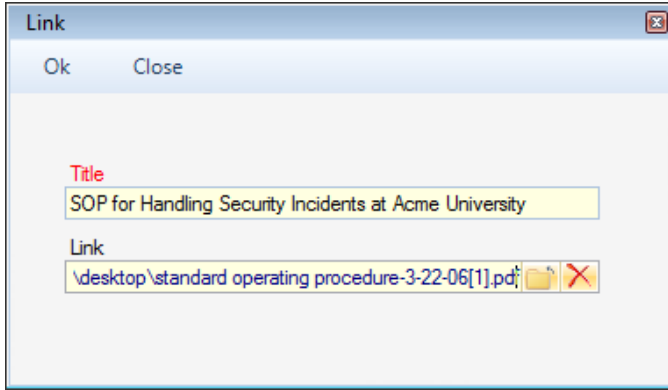 Link
Ok Close
Title
SOP for Handling Security Incidents at Acme University
Link
\desktop\standard operating procedure-3-22-06[1].pdf